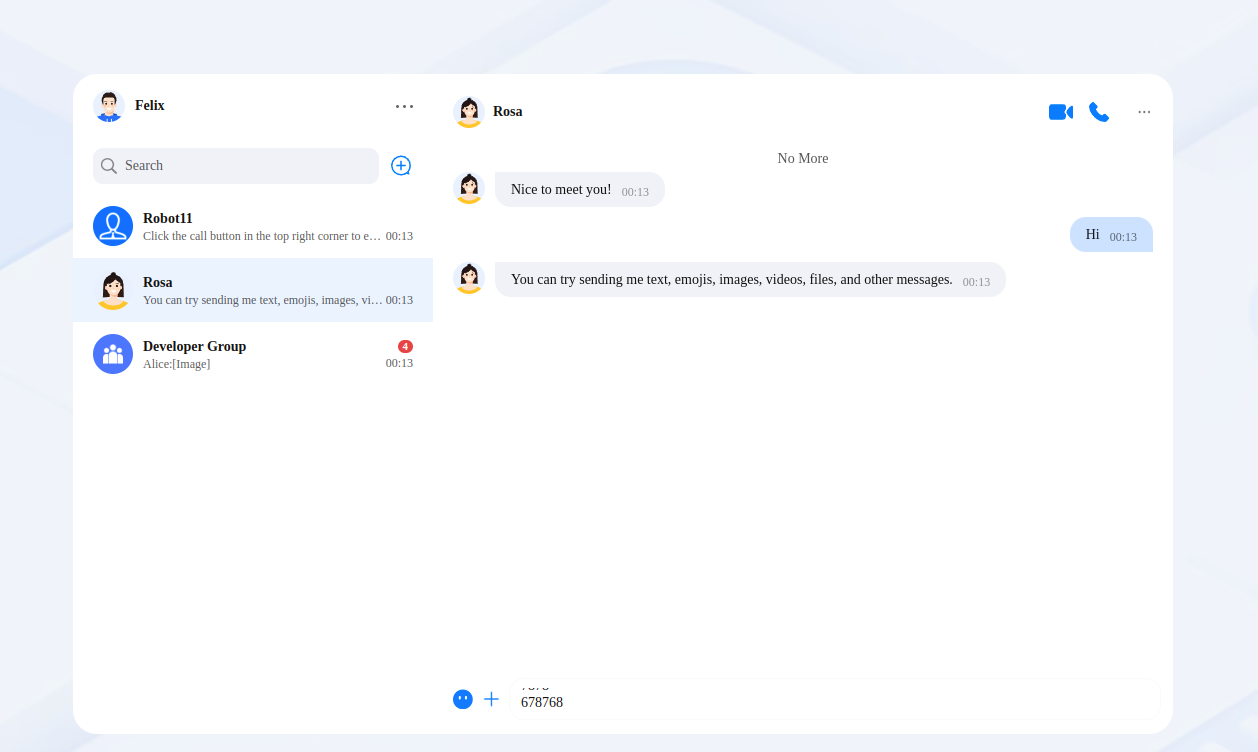 Felix
Search
Robot11
Click the call button in the top right corner to e… 00:13
Rosa
You can try sending me text, emojis, images, vi… 00:13
Developer Group
4
Alice:[Image]
00:13
Rosa
No More
Nice to meet you! 00:13
Hi 00:13
You can try sending me text, emojis, images, videos, files, and other messages. 00:13
678768